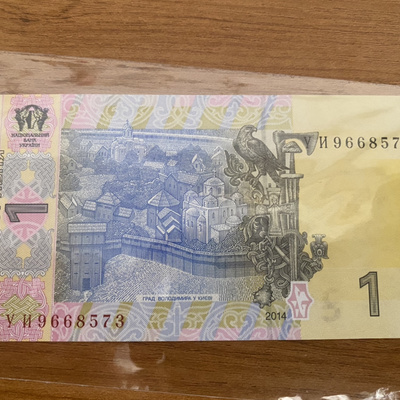 НАЦІОНАЛЬНИЙ
БАНК
УКРАЇНИ
УИ966857
1
1
ГРАД ВОЛОДИМИРА У КИЄВІ
УИ9668573
2014